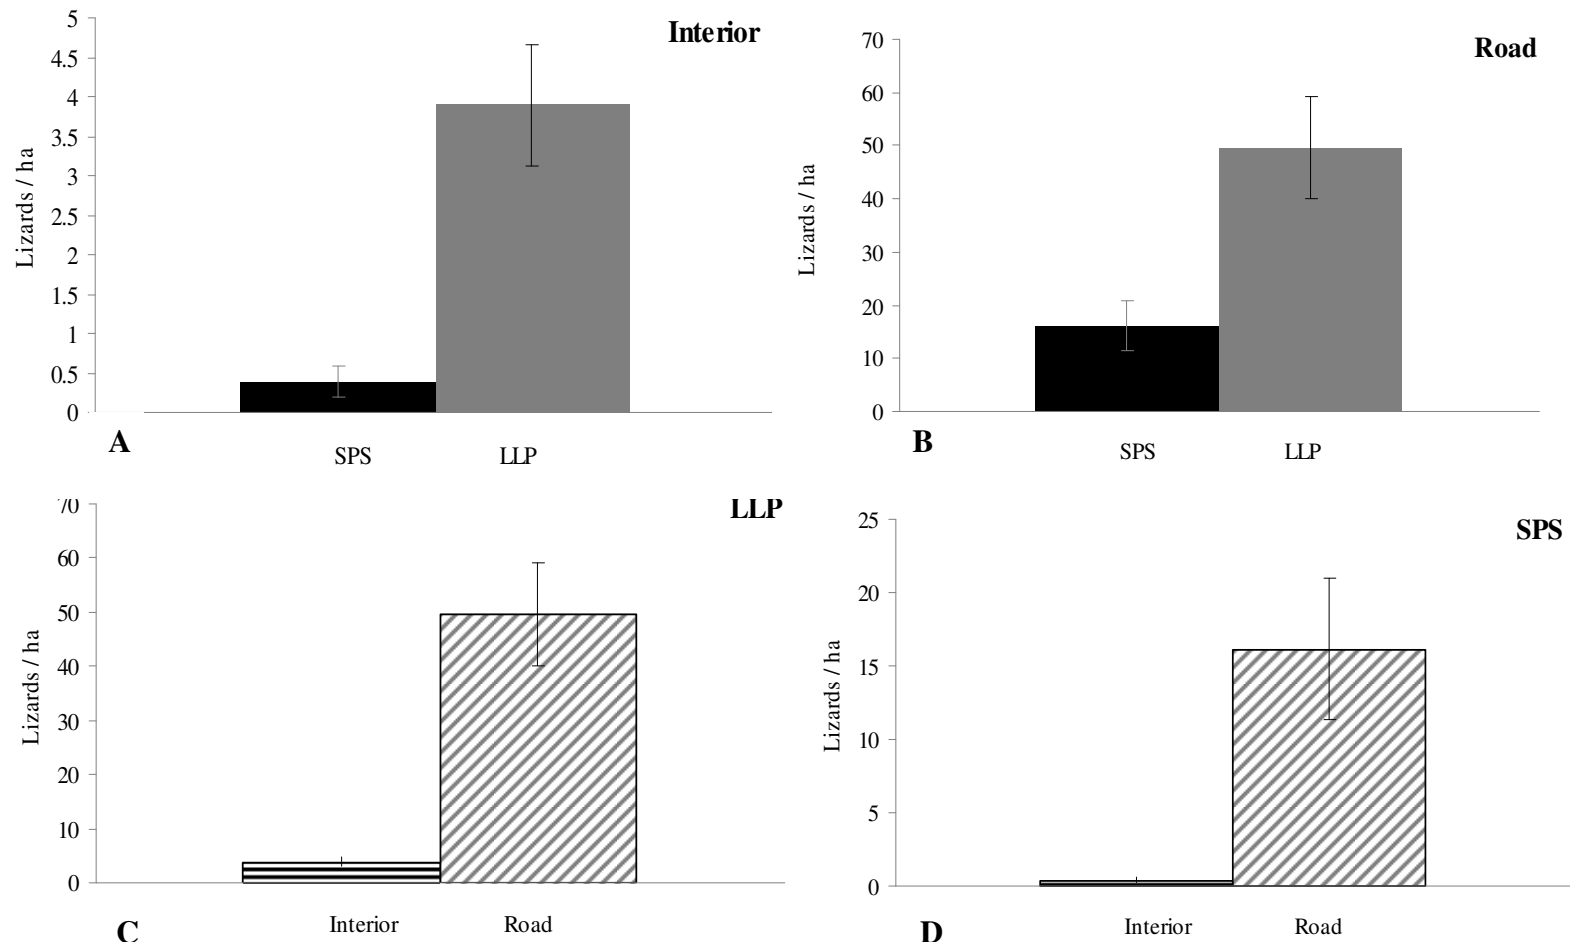 Interior
5
4.5
4
3.5
3
2.5
2
1.5
1
0.5
0
Lizards / ha
A
SPS LLP
Road
70
60
50
40
30
20
10
0
Lizards / ha
B
SPS LLP
LLP
70
60
50
40
30
20
10
0
Lizards / ha
C
Interior Road
SPS
25
20
15
10
5
0
Lizards / ha
D
Interior Road